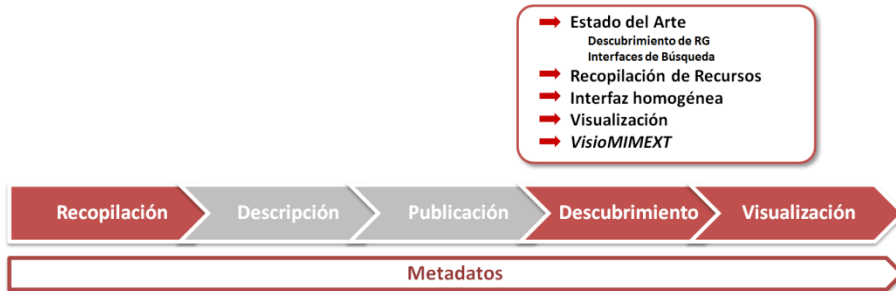 Estado del Arte
Descubrimiento de RG
Interfaces de Búsqueda
Recopilación de Recursos
Interfaz homogénea
Visualización
VisioMIMEXT
Recopilación
Descripción
Publicación
Descubrimiento
Visualización
Metadatos